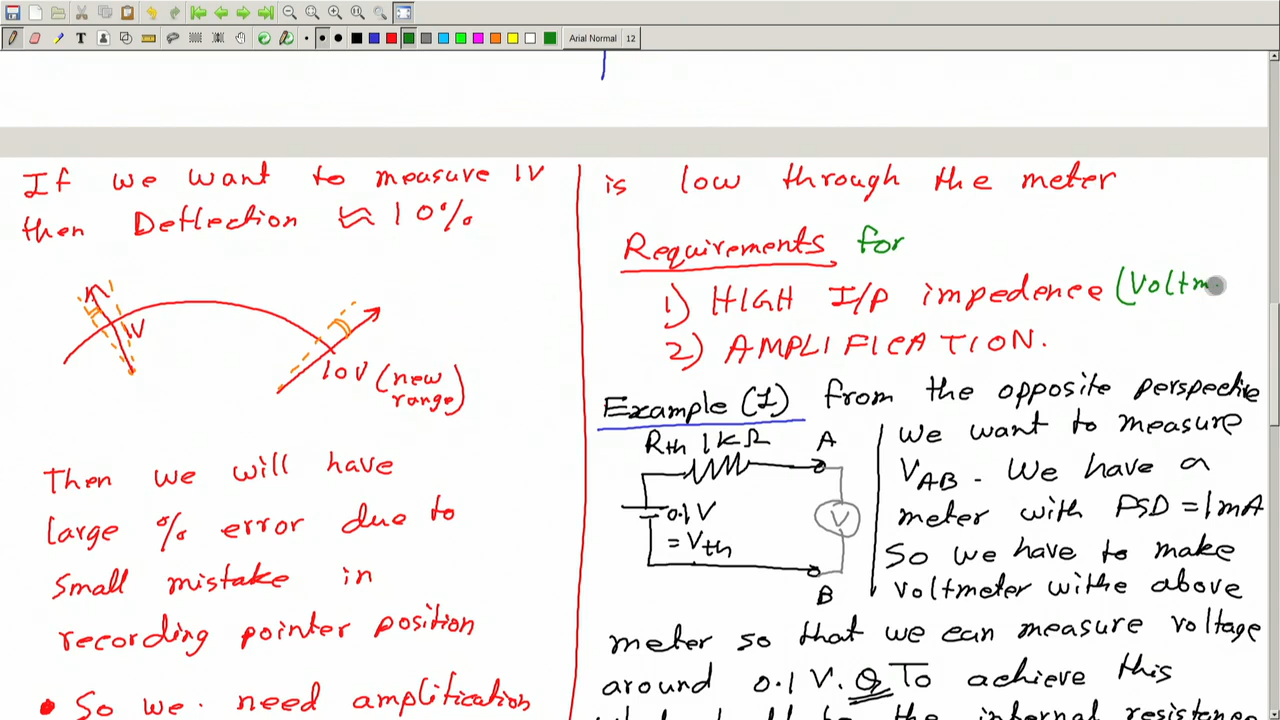 Arial Normal 12
If we want to measure 1V
then Deflection ≈ 10%
1V
10V (new
range)
Then we will have
large % error due to
small mistake in
recording pointer position
• So we need amplification
is low through the meter
Requirements for
1) HIGH I/P impedence (Voltm
2) AMPLIFICATION.
Example (1) from the opposite perspective
Rth 1kΩ A
0.1V
= Vth
V
B
we want to measure
VAB. We have a
meter with FSD = 1mA
So we have to make
voltmeter withe above
meter so that we can measure voltage
around 0.1 V. Q To achieve this
the internal resistance